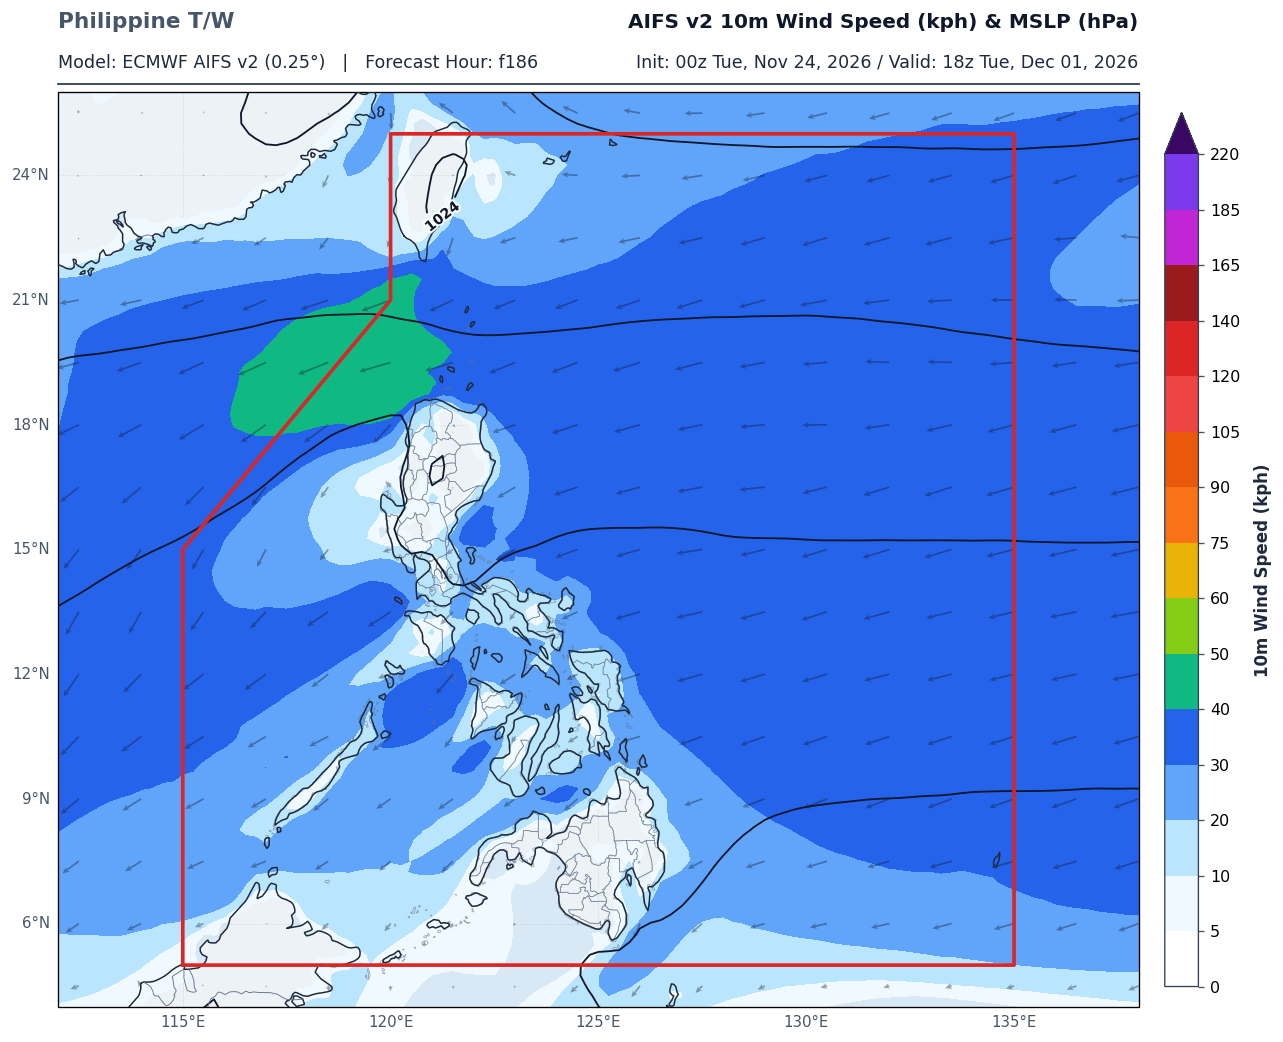 Philippine T/W
AIFS v2 10m Wind Speed (kph) & MSLP (hPa)
Model: ECMWF AIFS v2 (0.25°) | Forecast Hour: f186
Init: 00z Tue, Nov 24, 2026 / Valid: 18z Tue, Dec 01, 2026
24°N
21°N
18°N
15°N
12°N
9°N
6°N
115°E
120°E
125°E
130°E
135°E
1024
220
185
165
140
120
105
90
75
60
50
40
30
20
10
5
0
10m Wind Speed (kph)